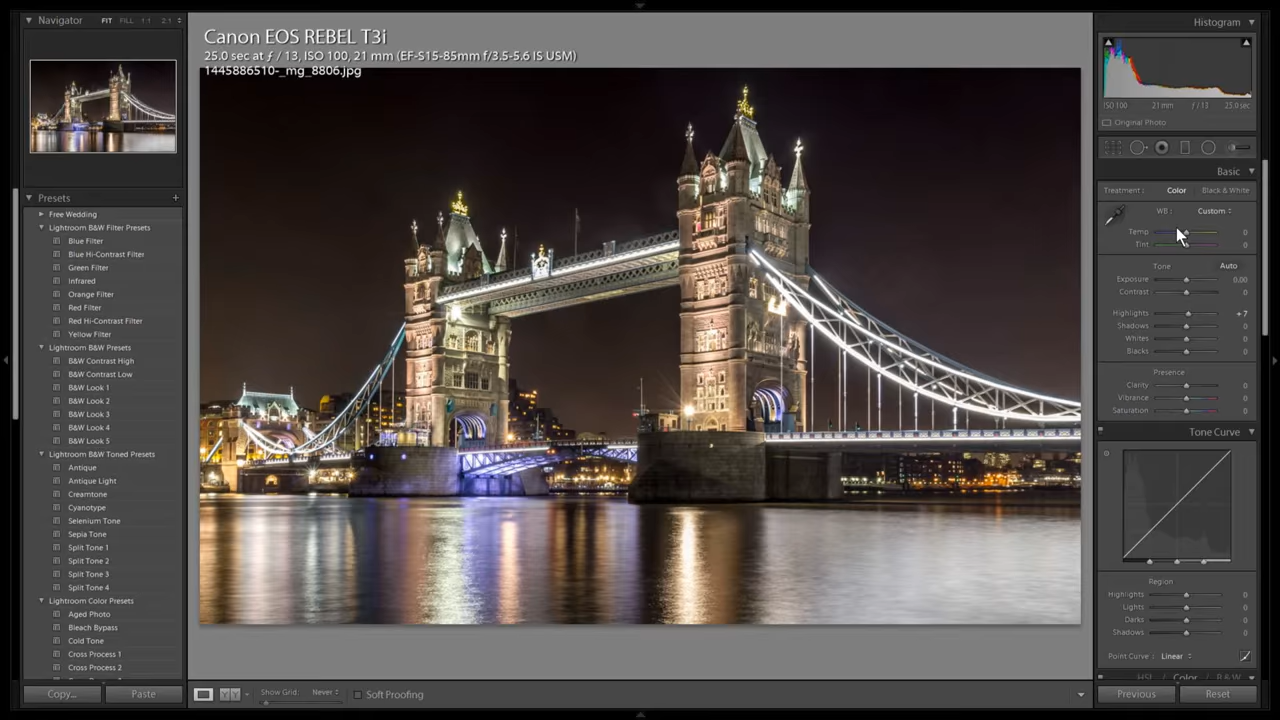 Navigator
FIT FILL 1:1 2:1
Presets +
Free Wedding
Lightroom B&W Filter Presets
Blue Filter
Blue Hi-Contrast Filter
Green Filter
Infrared
Orange Filter
Red Filter
Red Hi-Contrast Filter
Yellow Filter
Lightroom B&W Presets
B&W Contrast High
B&W Contrast Low
B&W Look 1
B&W Look 2
B&W Look 3
B&W Look 4
B&W Look 5
Lightroom B&W Toned Presets
Antique
Antique Light
Creamtone
Cyanotype
Selenium Tone
Sepia Tone
Split Tone 1
Split Tone 2
Split Tone 3
Split Tone 4
Lightroom Color Presets
Aged Photo
Bleach Bypass
Cold Tone
Cross Process 1
Cross Process 2
Copy... Paste
Canon EOS REBEL T3i
25.0 sec at ƒ / 13, ISO 100, 21 mm (EF-S15-85mm f/3.5-5.6 IS USM)
1445886510-_mg_8806.jpg
Show Grid: Never
Soft Proofing
Histogram
ISO 100 21 mm ƒ / 13 25.0 sec
Original Photo
Basic
Treatment : Color Black & White
WB : Custom
Temp 0
Tint 0
Tone Auto
Exposure 0.00
Contrast 0
Highlights + 7
Shadows 0
Whites 0
Blacks 0
Presence
Clarity 0
Vibrance 0
Saturation 0
Tone Curve
Region
Highlights 0
Lights 0
Darks 0
Shadows 0
Point Curve : Linear
HSL / Color / B & W
Previous Reset